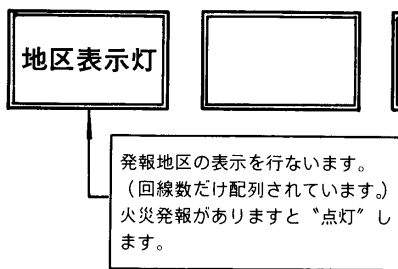 地区表示灯
発報地区の表示を行ないます。
（回線数だけ配列されています。）
火災発報がありますと〝点灯〞し
ます。